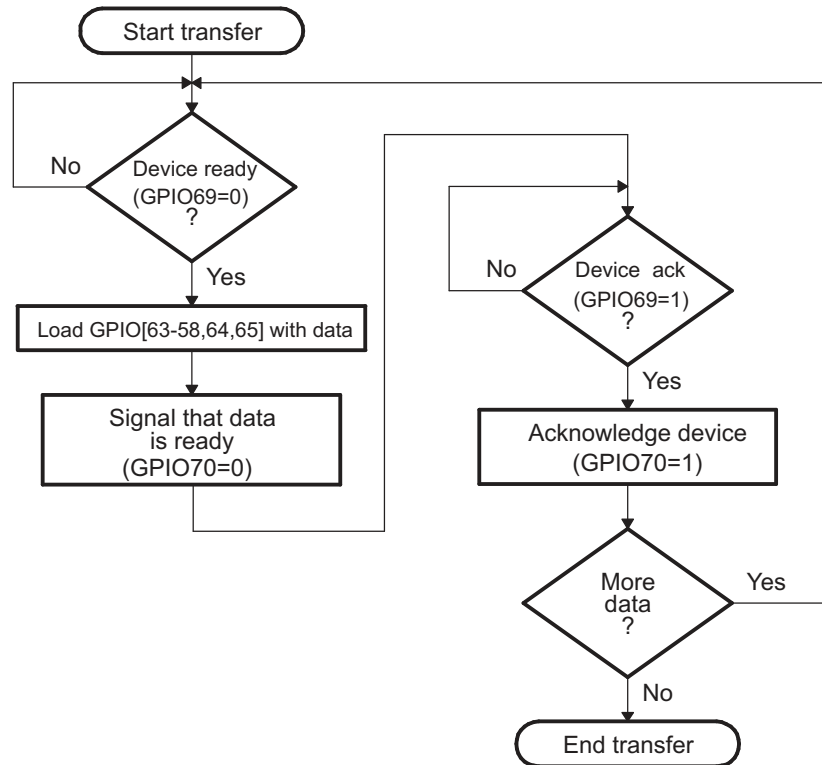 Start transfer
No
Device ready
(GPIO69=0)
?
Yes
Load GPIO[63-58,64,65] with data
Signal that data
is ready
(GPIO70=0)
No
Device ack
(GPIO69=1)
?
Yes
Acknowledge device
(GPIO70=1)
More
data
?
Yes
No
End transfer